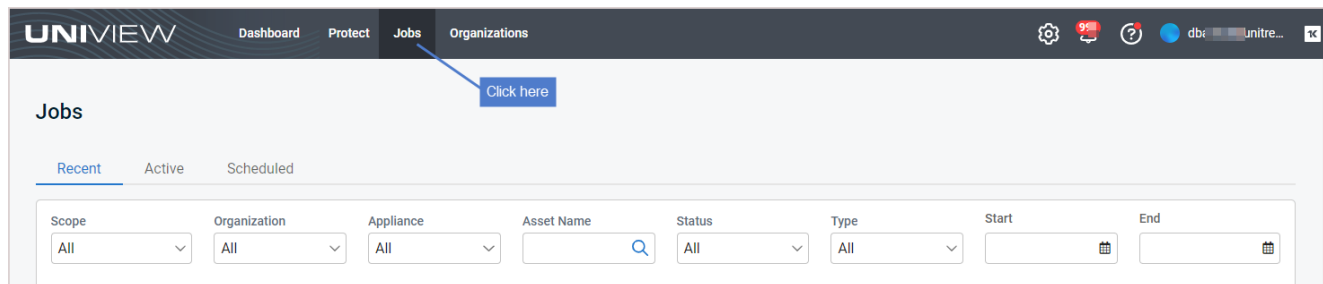 UNIVIEW Dashboard Protect Jobs Organizations
Click here
Jobs
Recent Active Scheduled
Scope Organization Appliance Asset Name Status Type Start End
All All All All All